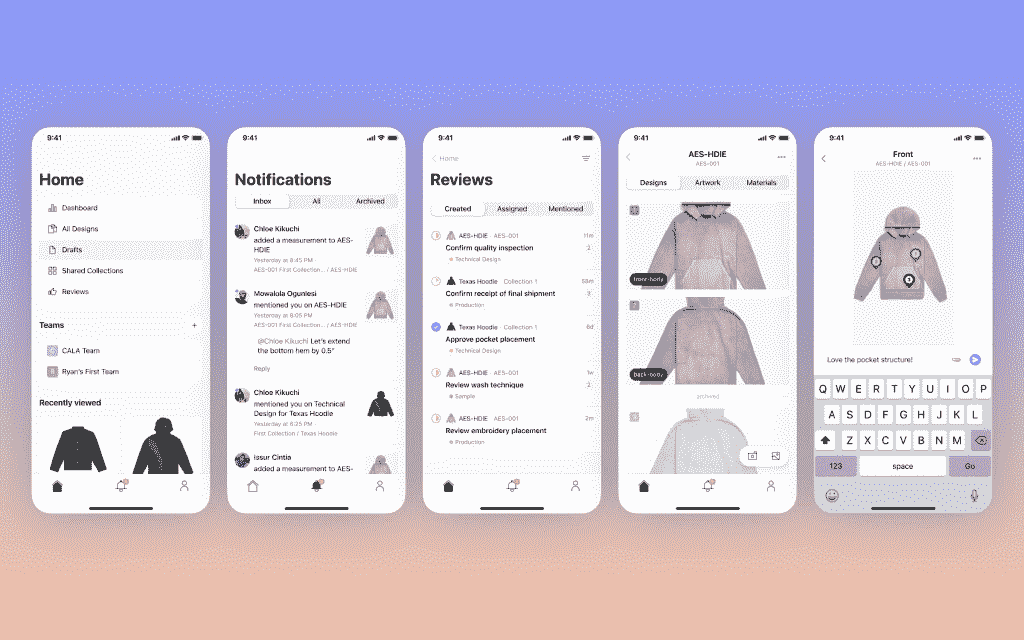 9:41
Home
Dashboard
All Designs
Drafts
Shared Collections
Reviews
Teams
+
CALA Team
Ryan's First Team
Recently viewed
9:41
Notifications
Inbox
All
Archived
Chloe Kikuchi
added a measurement to AES-
HDIE
Yesterday at 8:45 PM
AES-001 First Collection... / AES-HDIE
Mowalola Ogunlesi
mentioned you on AES-HDIE
Yesterday at 8:05 PM
AES-001 First Collection... / AES-HDIE
@Chloe Kikuchi Let's extend
the bottom hem by 0.5"
Reply
Chloe Kikuchi
mentioned you on Technical
Design for Texas Hoodie
Yesterday at 6:25 PM
First Collection / Texas Hoodie
Issur Cintia
added a measurement to AES-
9:41
Home
Reviews
Created
Assigned
Mentioned
AES-HDIE · AES-001
11m
Confirm quality inspection
2
Technical Design
Texas Hoodie · Collection 1
58m
Confirm receipt of final shipment
3
Production
Texas Hoodie · Collection 1
6d
Approve pocket placement
Technical Design
AES-HDIE · AES-001
1w
Review wash technique
2
Sample
AES-HDIE · AES-001
2m
Review embroidery placement
Production
9:41
AES-HDIE
AES-001
Designs
Artwork
Materials
front-body
back-body
archived
9:41
Front
AES-HDIE / AES-001
Love the pocket structure!
Q W E R T Y U I O P
A S D F G H J K L
Z X C V B N M
123
space
Go